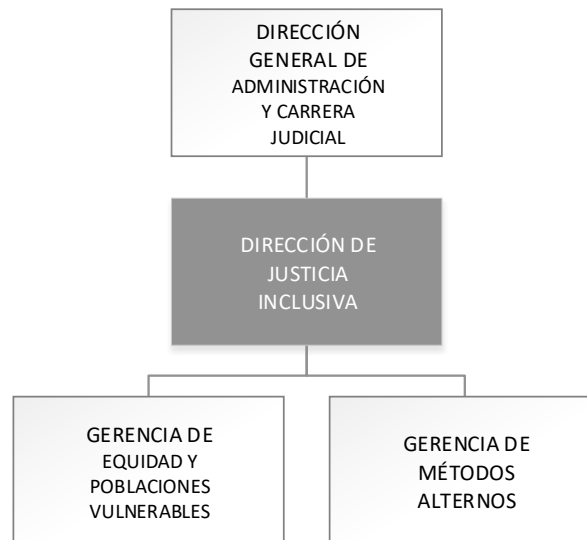 DIRECCIÓN
GENERAL DE
ADMINISTRACIÓN
Y CARRERA
JUDICIAL
DIRECCIÓN DE
JUSTICIA
INCLUSIVA
GERENCIA DE
EQUIDAD Y
POBLACIONES
VULNERABLES
GERENCIA DE
MÉTODOS
ALTERNOS